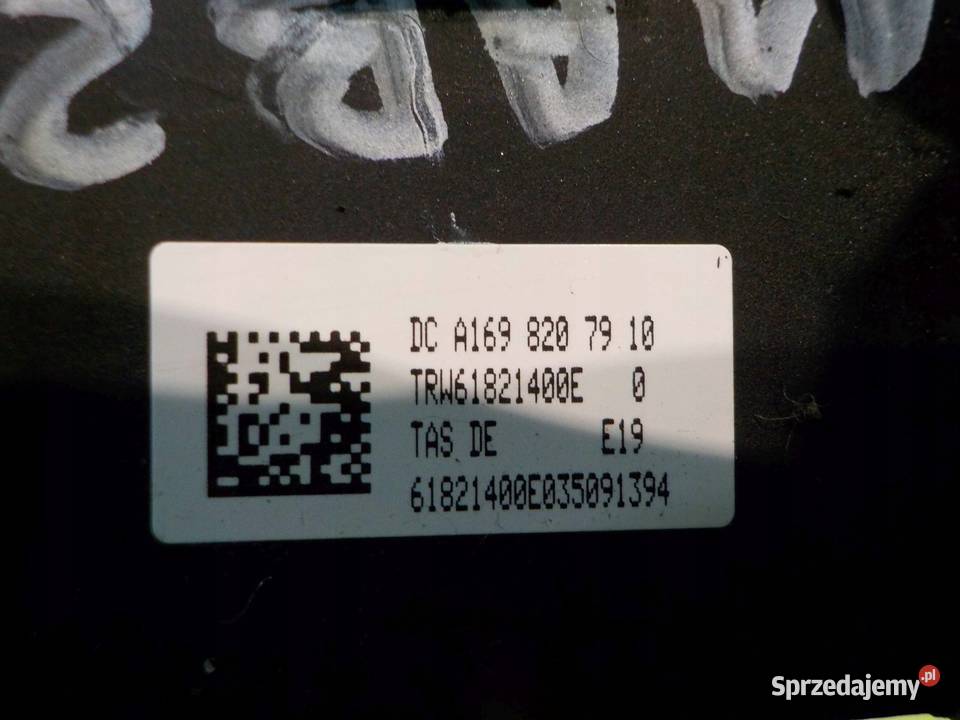 DC A169 820 79 10
TRW61821400E 0
TAS DE E19
61821400E035091394
Sprzedajemy.pl